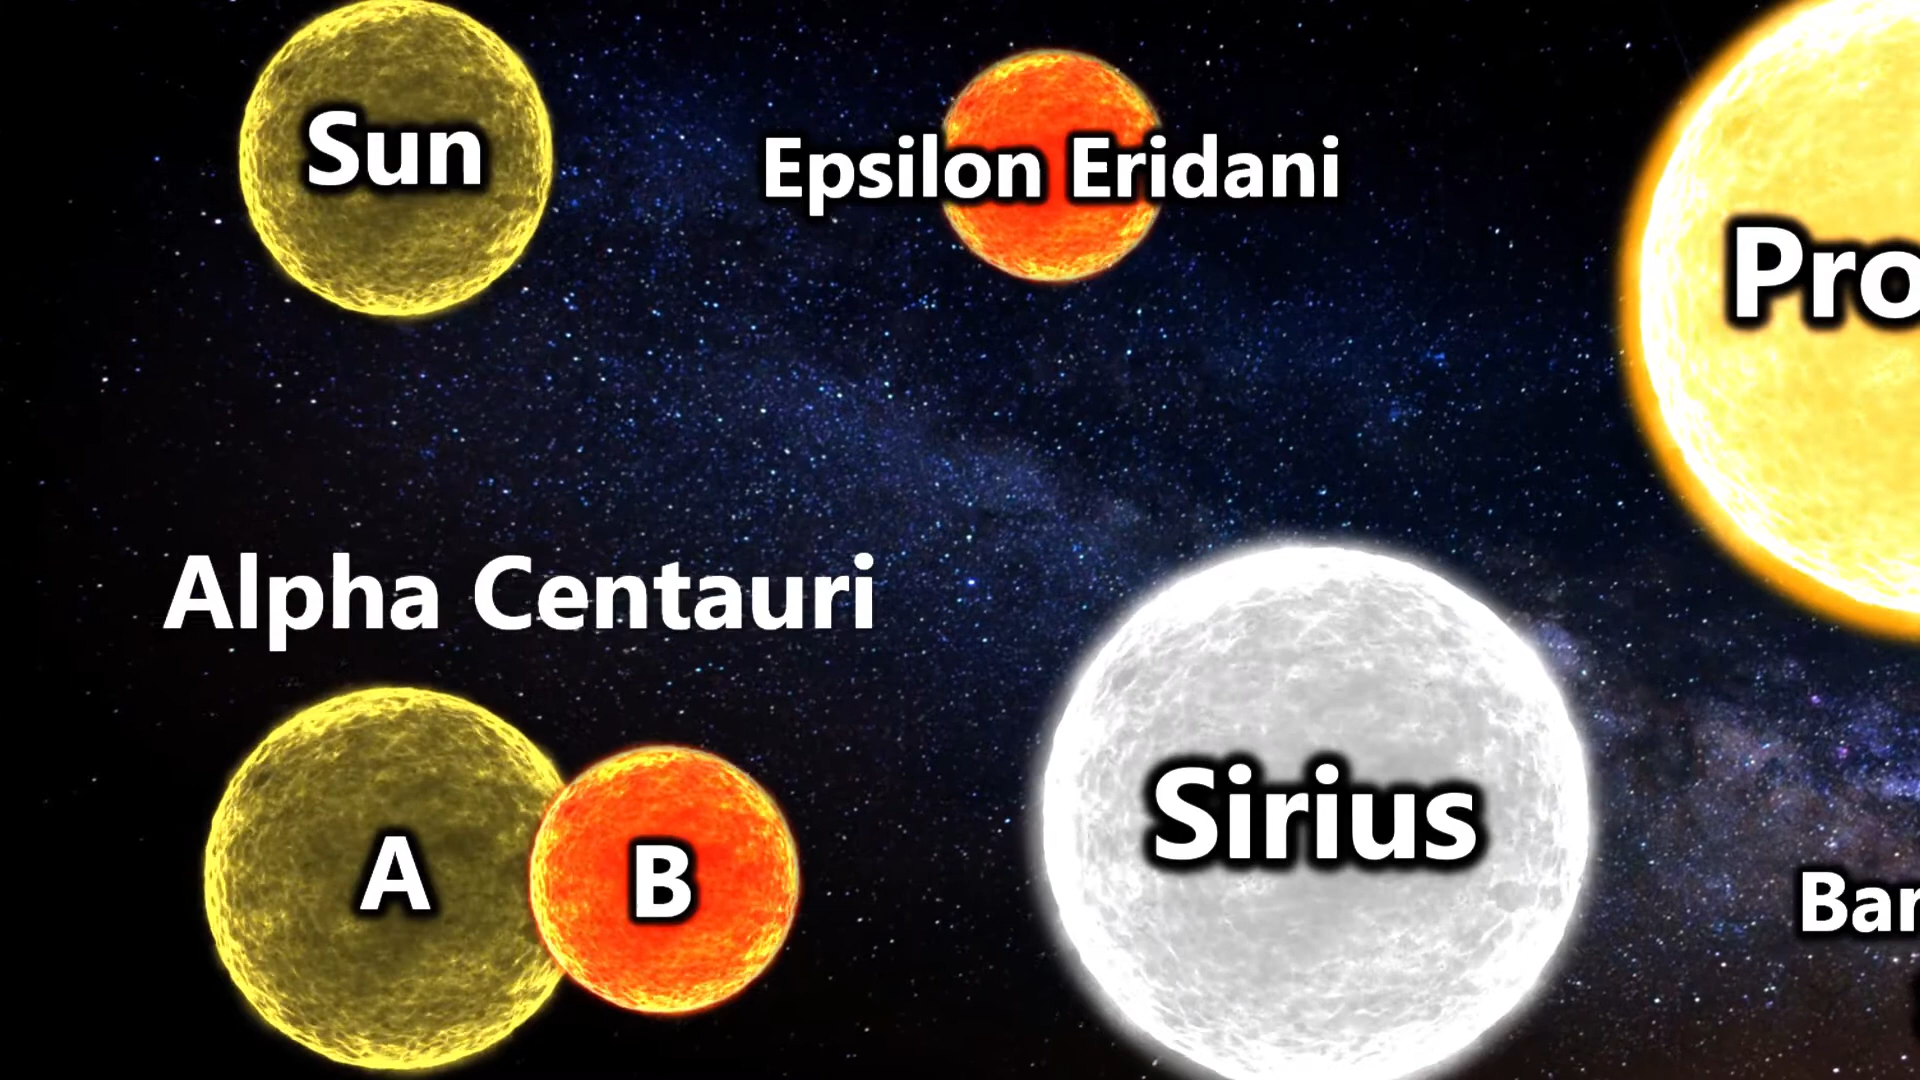 Sun
Epsilon Eridani
Pro
Alpha Centauri
A
B
Sirius
Bar